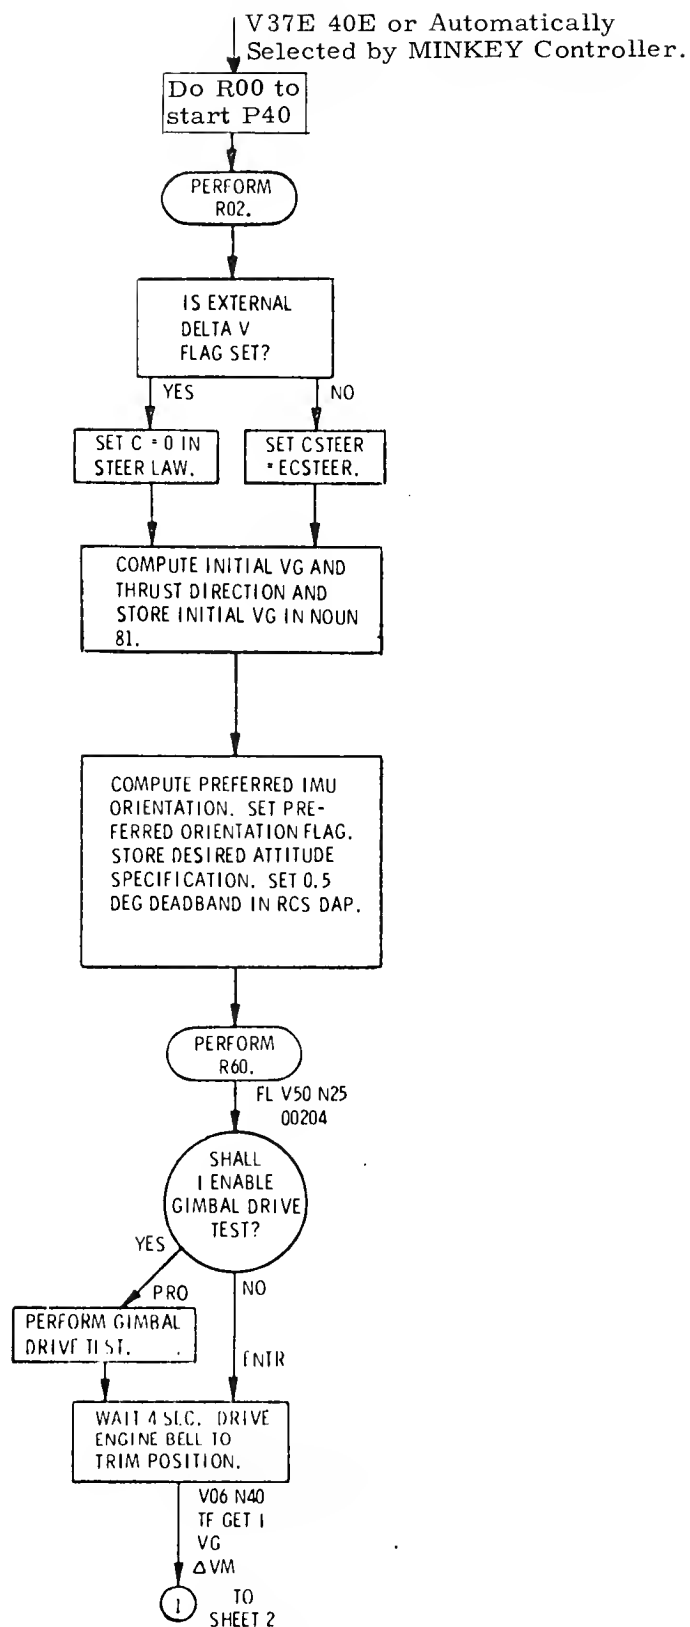 V37E 40E or Automatically
Selected by MINKEY Controller.
Do R00 to
start P40
PERFORM
R02.
IS EXTERNAL
DELTA V
FLAG SET?
YES
NO
SET C = 0 IN
STEER LAW.
SET CSTEER
= ECSTEER.
COMPUTE INITIAL VG AND
THRUST DIRECTION AND
STORE INITIAL VG IN NOUN
81.
COMPUTE PREFERRED IMU
ORIENTATION. SET PRE-
FERRED ORIENTATION FLAG.
STORE DESIRED ATTITUDE
SPECIFICATION. SET 0.5
DEG DEADBAND IN RCS DAP.
PERFORM
R60.
FL V50 N25
00204
SHALL
I ENABLE
GIMBAL DRIVE
TEST?
YES
NO
PRO
PERFORM GIMBAL
DRIVE TEST.
ENTR
WAIT 4 SEC. DRIVE
ENGINE BELL TO
TRIM POSITION.
V06 N40
TF GET I
VG
ΔVM
1
TO
SHEET 2